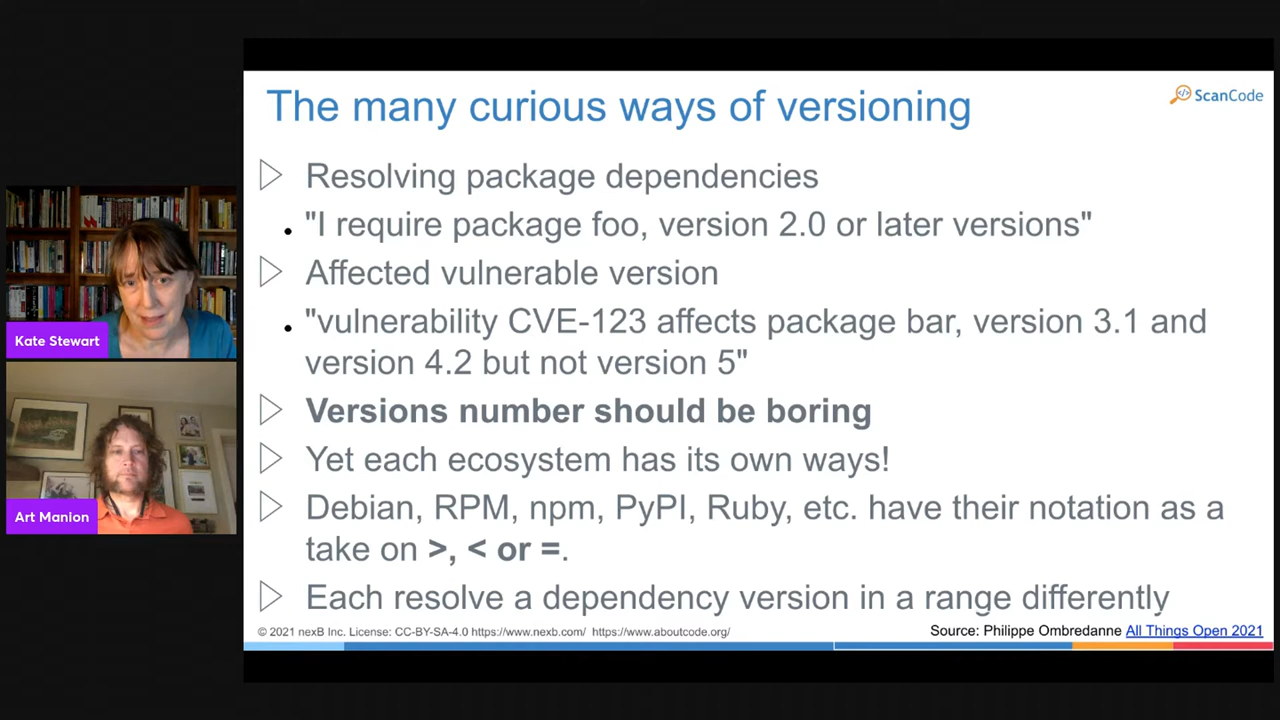 The many curious ways of versioning
ScanCode
Resolving package dependencies
"I require package foo, version 2.0 or later versions"
Affected vulnerable version
"vulnerability CVE-123 affects package bar, version 3.1 and
version 4.2 but not version 5"
Versions number should be boring
Yet each ecosystem has its own ways!
Debian, RPM, npm, PyPI, Ruby, etc. have their notation as a
take on >, < or =.
Each resolve a dependency version in a range differently
© 2021 nexB Inc. License: CC-BY-SA-4.0 https://www.nexb.com/ https://www.aboutcode.org/
Source: Philippe Ombredanne All Things Open 2021
Kate Stewart
Art Manion